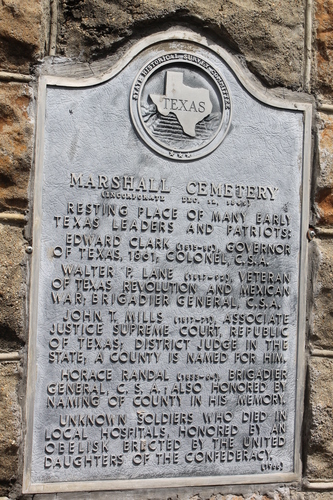 STATE HISTORICAL SURVEY COMMITTEE
TEXAS
MARSHALL CEMETERY
RESTING PLACE OF MANY EARLY
TEXAS LEADERS AND PATRIOTS:
EDWARD CLARK GOVERNOR
OF TEXAS, 1861; COLONEL, C.S.A.
WALTER P. LANE VETERAN
OF TEXAS REVOLUTION AND MEXICAN
WAR; BRIGADIER GENERAL, C.S.A.
JOHN T. MILLS ASSOCIATE
JUSTICE SUPREME COURT, REPUBLIC
OF TEXAS; DISTRICT JUDGE IN THE
STATE, A COUNTY IS NAMED FOR HIM.
HORACE RANDAL BRIGADIER
GENERAL, C.S.A.; ALSO HONORED BY
NAMING OF COUNTY IN HIS MEMORY.
UNKNOWN SOLDIERS WHO DIED IN
LOCAL HOSPITALS, HONORED BY AN
OBELISK ERECTED BY THE UNITED
DAUGHTERS OF THE CONFEDERACY.